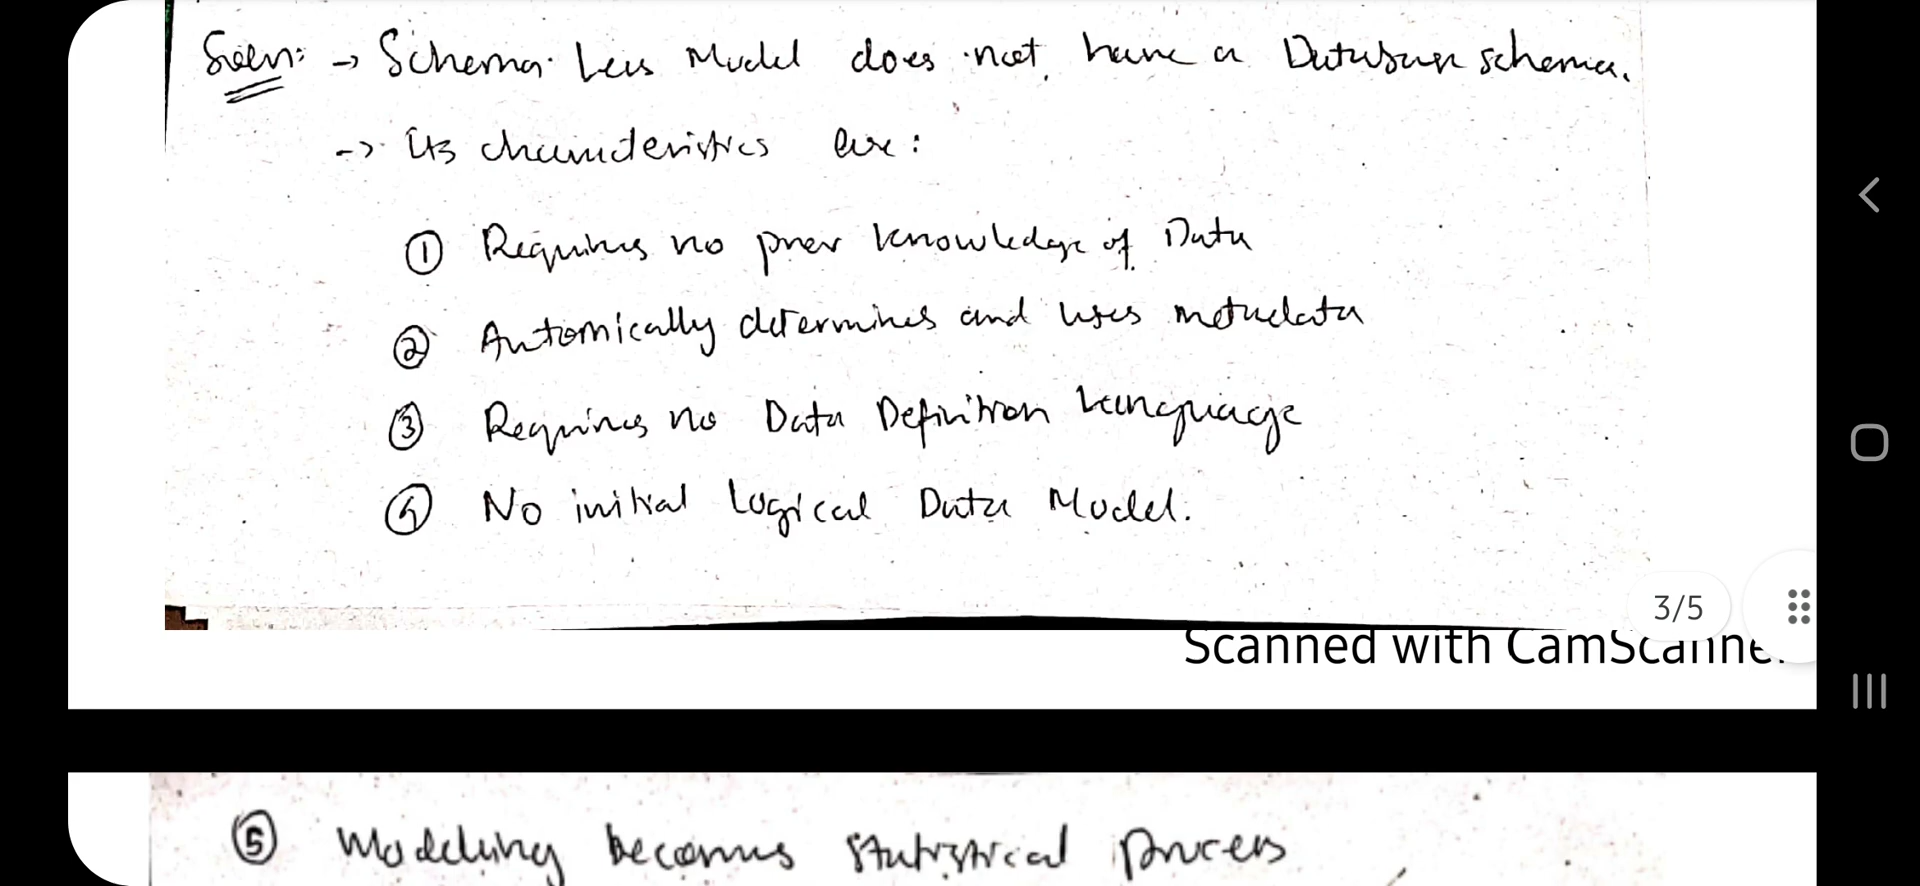 Soln: → Schema Less Model does not have a Database schema.
→ Its characteristics are:
① Requires no prior knowledge of Data
② Automically determines and uses metadata
③ Requires no Data Definition Language
④ No initial Logical Data Model.
3/5
Scanned with CamScanner
⑤ Modelling becomes statistical process